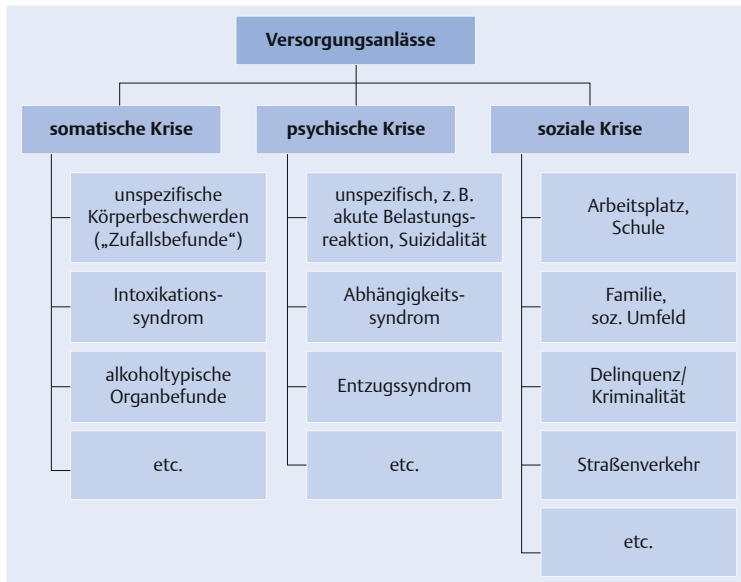 Versorgungsanlässe
somatische Krise
unspezifische
Körperbeschwerden
(„Zufallsbefunde“)
Intoxikations-
syndrom
alkoholtypische
Organbefunde
etc.
psychische Krise
unspezifisch, z. B.
akute Belastungs-
reaktion, Suizidalität
Abhängigkeits-
syndrom
Entzugssyndrom
etc.
soziale Krise
Arbeitsplatz,
Schule
Familie,
soz. Umfeld
Delinquenz/
Kriminalität
Straßenverkehr
etc.